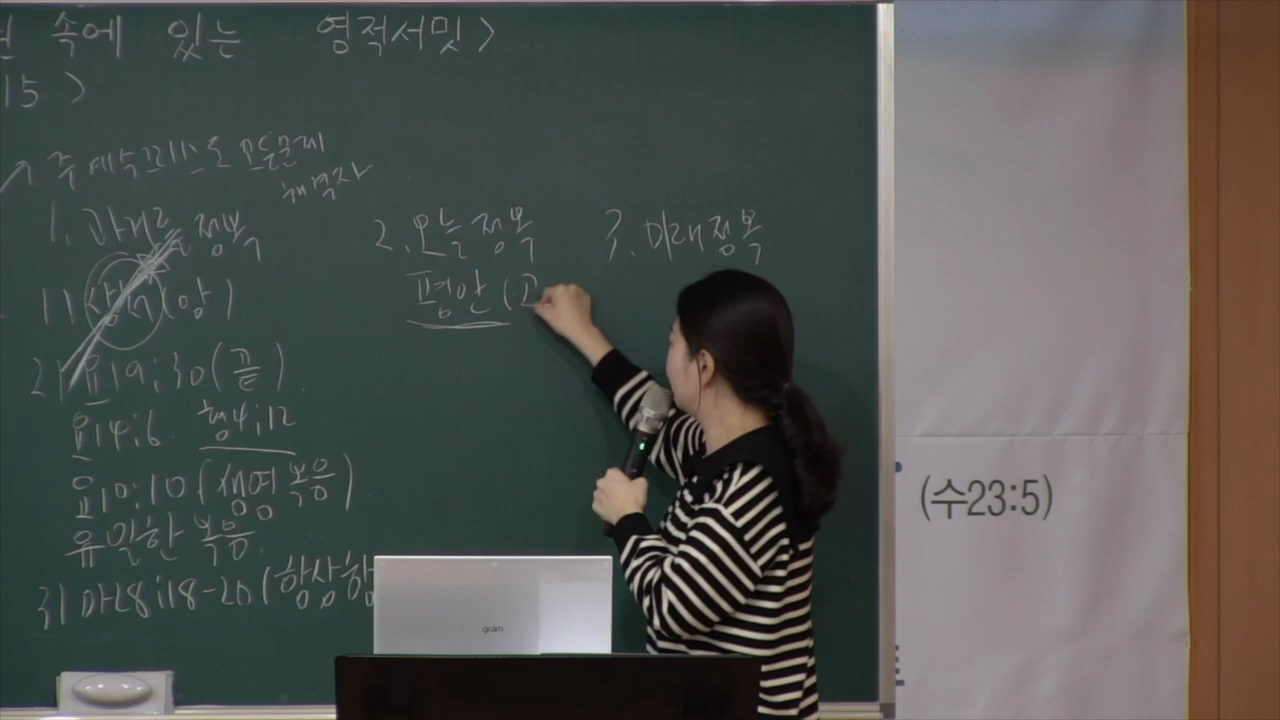 속에 있는 영적서밋>
15 >
↗ 주 예수그리스도 모든문제
해결자
1. 과거 정복
2. 오늘정복
3. 미래정복
1) 상처(양)
평안(.고
2) 요19:30(끝)
요14:6 행4:12
요10:10(생명복음)
유일한 복음.
3) 마28:18-20(항상함
gram
(수23:5)